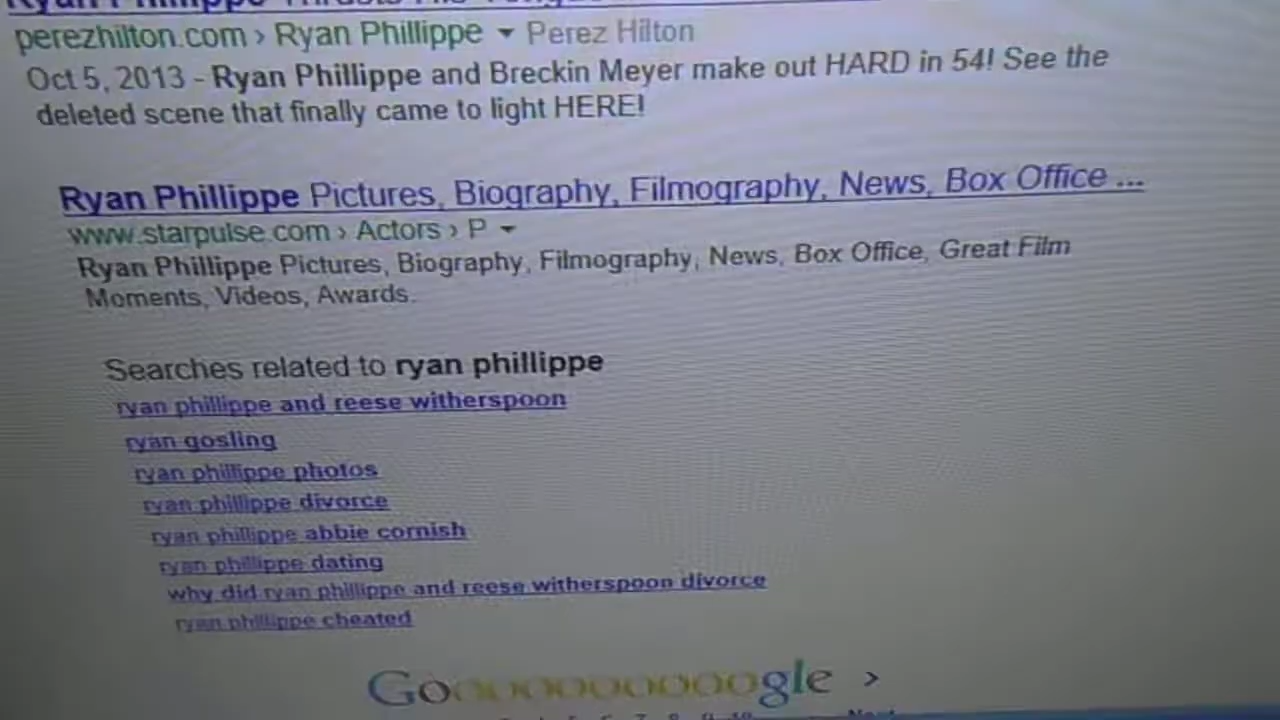 Ryan Phillippe
perezhilton.com › Ryan Phillippe ▾ Perez Hilton
Oct 5, 2013 - Ryan Phillippe and Breckin Meyer make out HARD in 54! See the
deleted scene that finally came to light HERE!
Ryan Phillippe Pictures, Biography, Filmography, News, Box Office ...
www.starpulse.com › Actors › P ▾
Ryan Phillippe Pictures, Biography, Filmography, News, Box Office, Great Film
Moments, Videos, Awards.
Searches related to ryan phillippe
ryan phillippe and reese witherspoon
ryan gosling
ryan phillippe photos
ryan phillippe divorce
ryan phillippe abbie cornish
ryan phillippe dating
why did ryan phillippe and reese witherspoon divorce
ryan phillippe cheated
Goooooooooogle ›